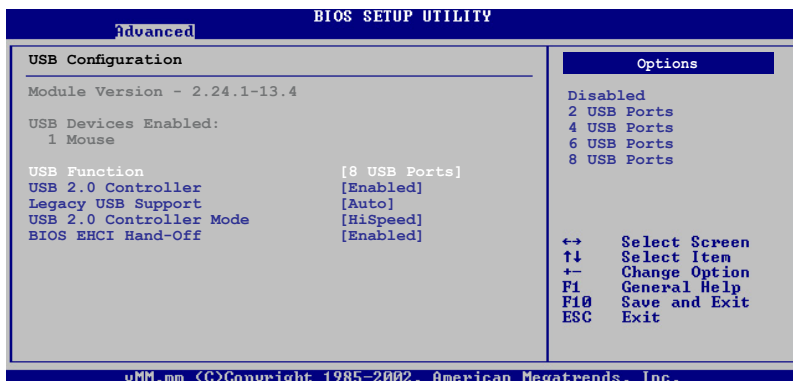 BIOS SETUP UTILITY
Advanced
USB Configuration
Module Version - 2.24.1-13.4
USB Devices Enabled:
1 Mouse
USB Function [8 USB Ports]
USB 2.0 Controller [Enabled]
Legacy USB Support [Auto]
USB 2.0 Controller Mode [HiSpeed]
BIOS EHCI Hand-Off [Enabled]
Options
Disabled
2 USB Ports
4 USB Ports
6 USB Ports
8 USB Ports
↔ Select Screen
↑↓ Select Item
+- Change Option
F1 General Help
F10 Save and Exit
ESC Exit
vMM.mm (C)Copyright 1985-2002, American Megatrends, Inc.